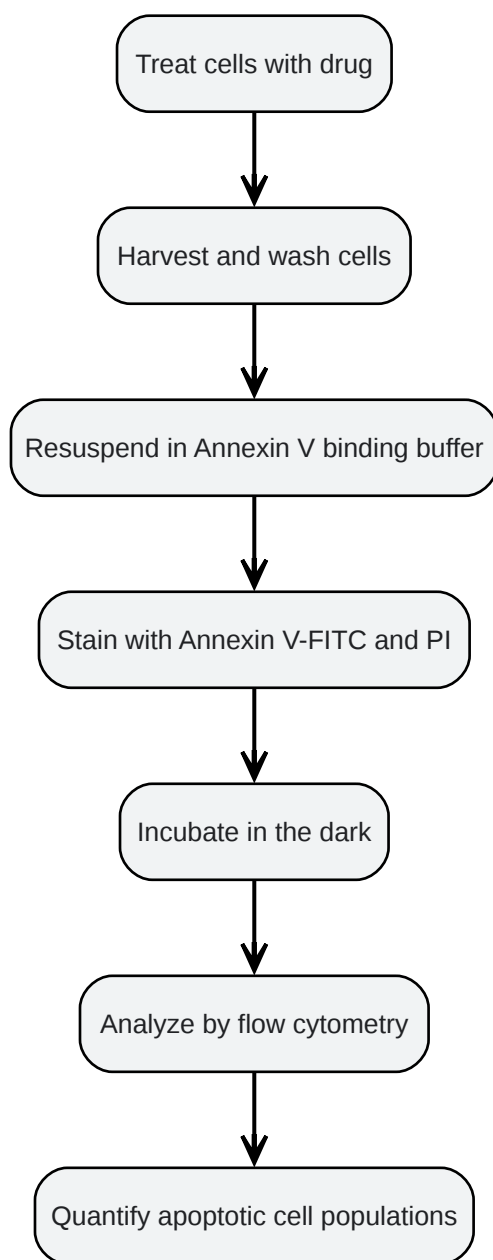 Treat cells with drug
Harvest and wash cells
Resuspend in Annexin V binding buffer
Stain with Annexin V-FITC and PI
Incubate in the dark
Analyze by flow cytometry
Quantify apoptotic cell populations